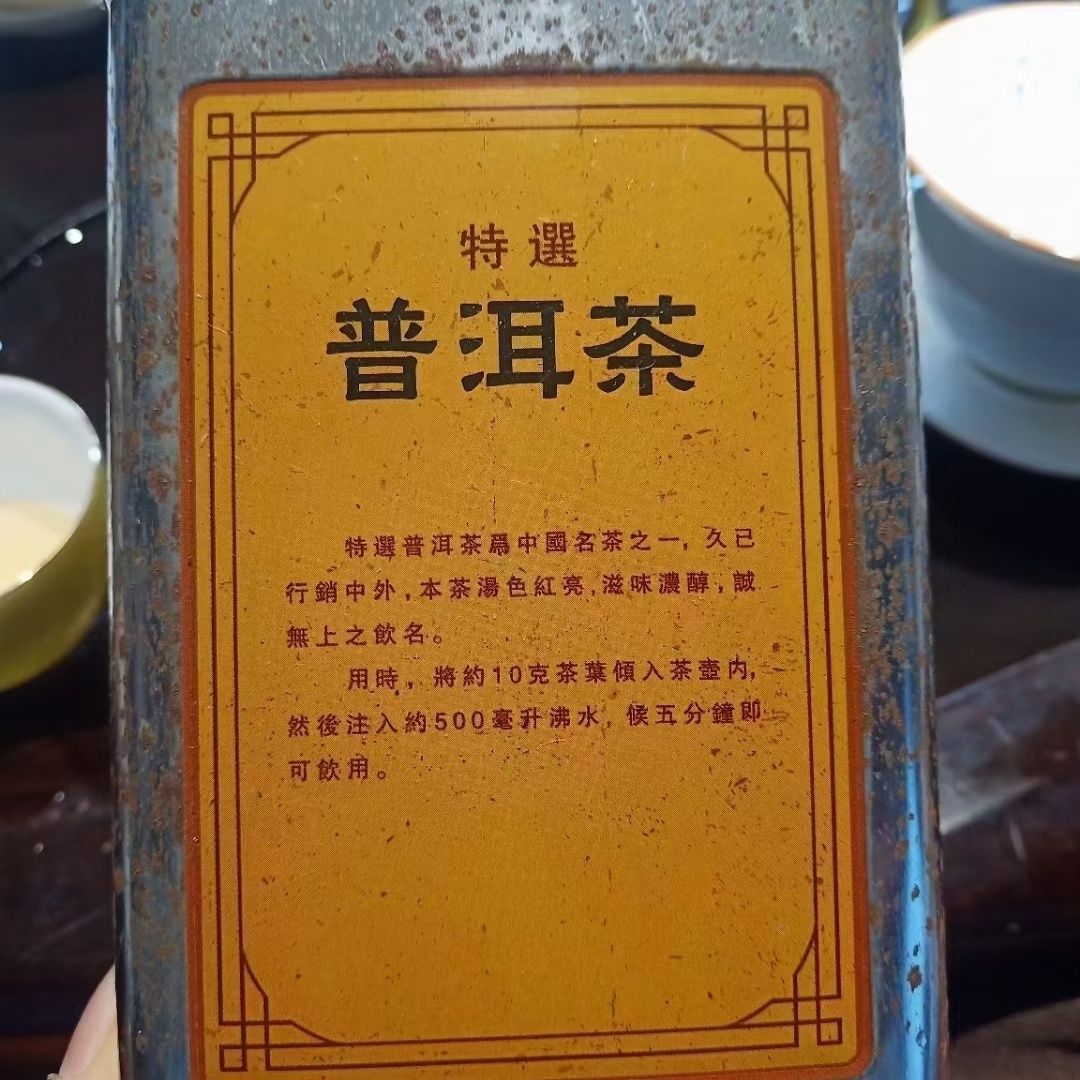 特選
普洱茶
特選普洱茶爲中國名茶之一，久已
行銷中外，本茶湯色紅亮，滋味濃醇，誠
無上之飲名。
用時，將約10克茶葉傾入茶壺内，
然後注入約500毫升沸水，候五分鐘即
可飲用。